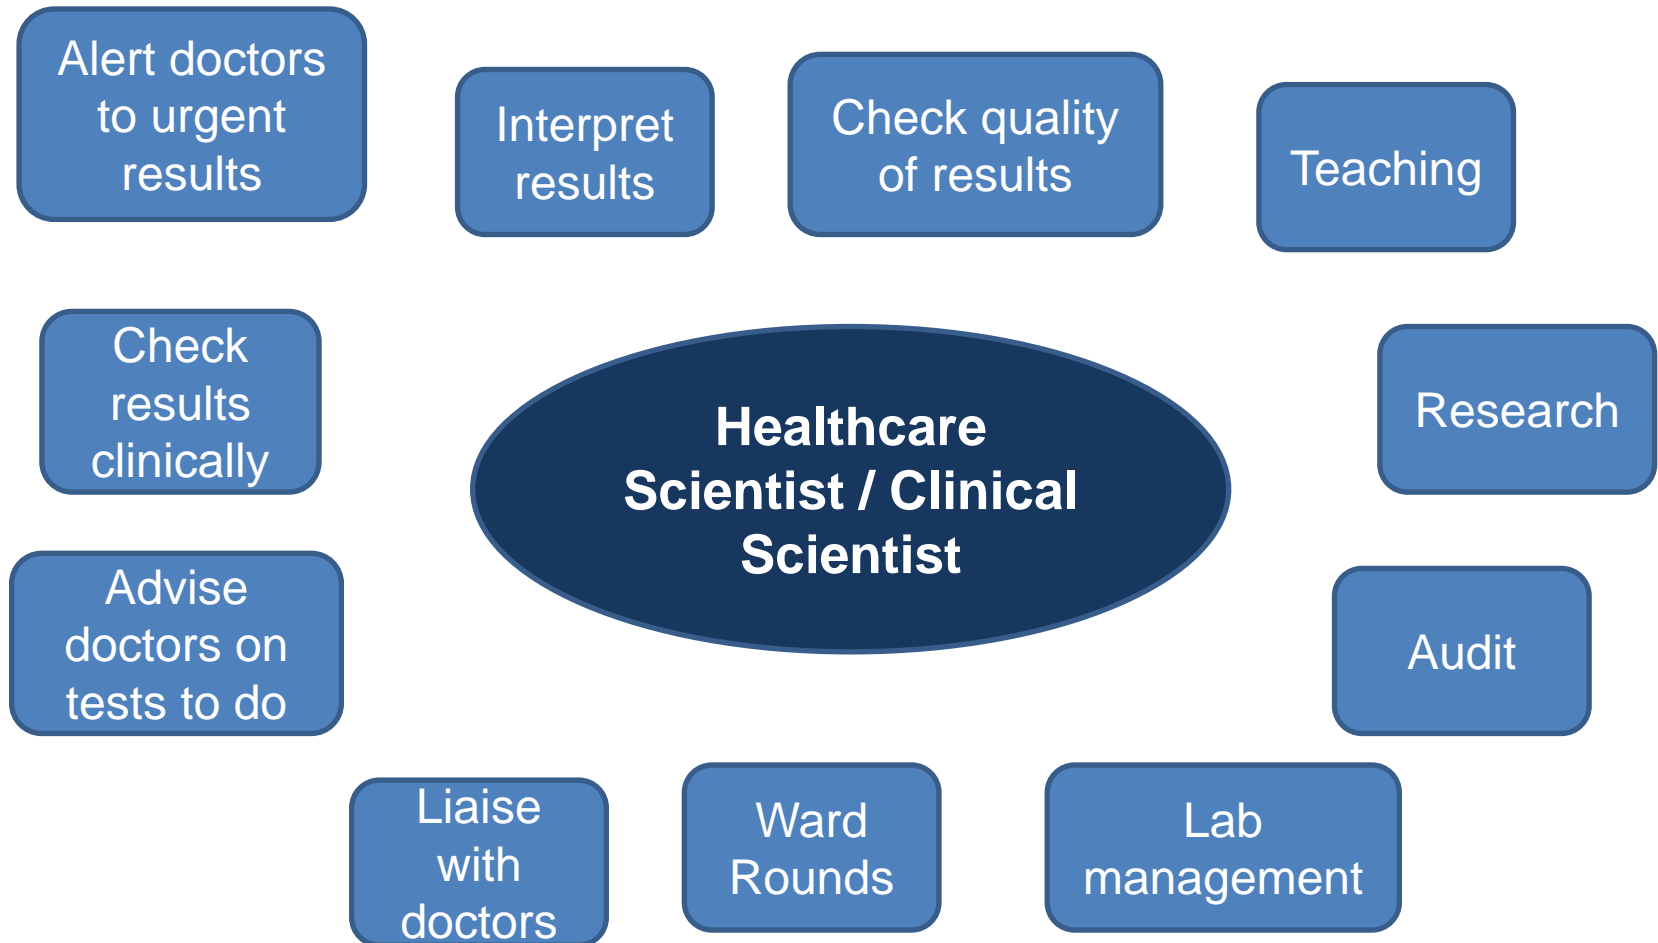 Alert doctors
to urgent
results
Interpret
results
Check quality
of results
Teaching
Check
results
clinically
Healthcare
Scientist / Clinical
Scientist
Research
Advise
doctors on
tests to do
Audit
Liaise
with
doctors
Ward
Rounds
Lab
management